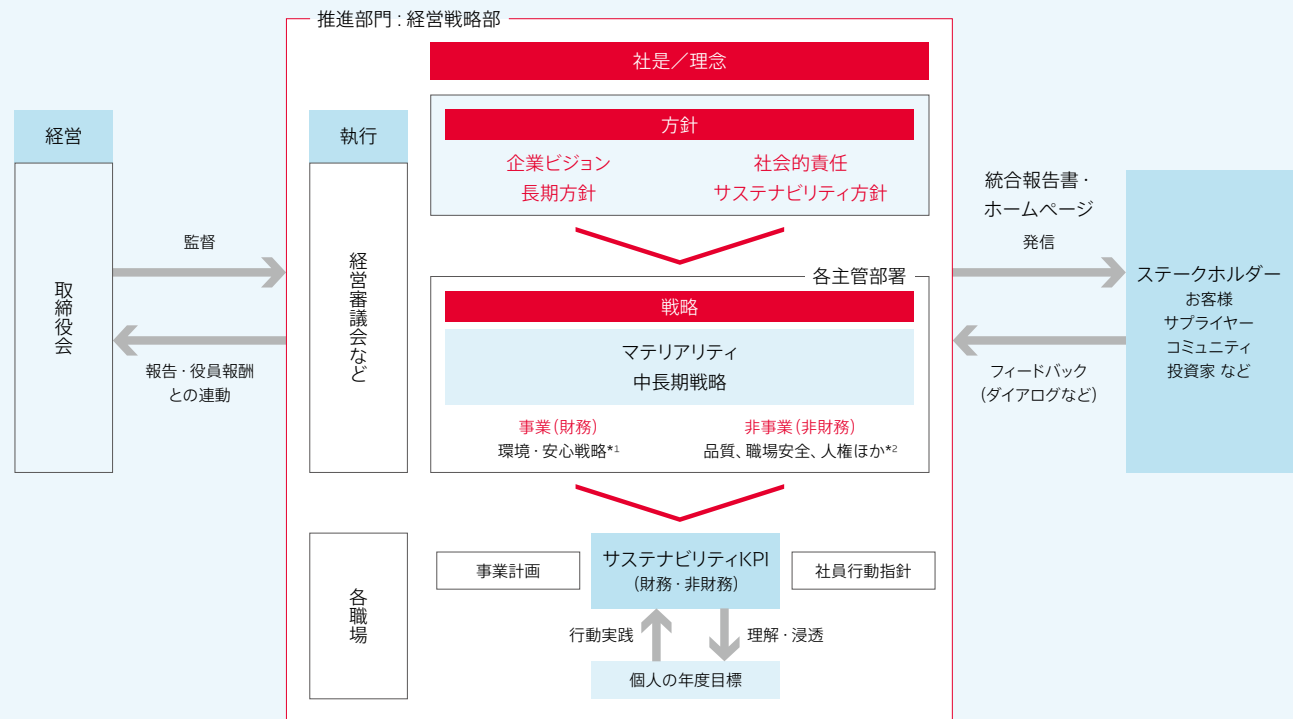 推進部門 : 経営戦略部
社是／理念
経営
取締役会
監督
報告・役員報酬
との連動
執行
経営審議会など
方針
企業ビジョン
長期方針
社会的責任
サステナビリティ方針
各主管部署
戦略
マテリアリティ
中長期戦略
事業（財務）
環境・安心戦略*1
非事業（非財務）
品質、職場安全、人権ほか*2
各職場
事業計画
サステナビリティKPI
（財務・非財務）
社員行動指針
行動実践
理解・浸透
個人の年度目標
統合報告書・
ホームページ
発信
フィードバック
（ダイアログなど）
ステークホルダー
お客様
サプライヤー
コミュニティ
投資家 など